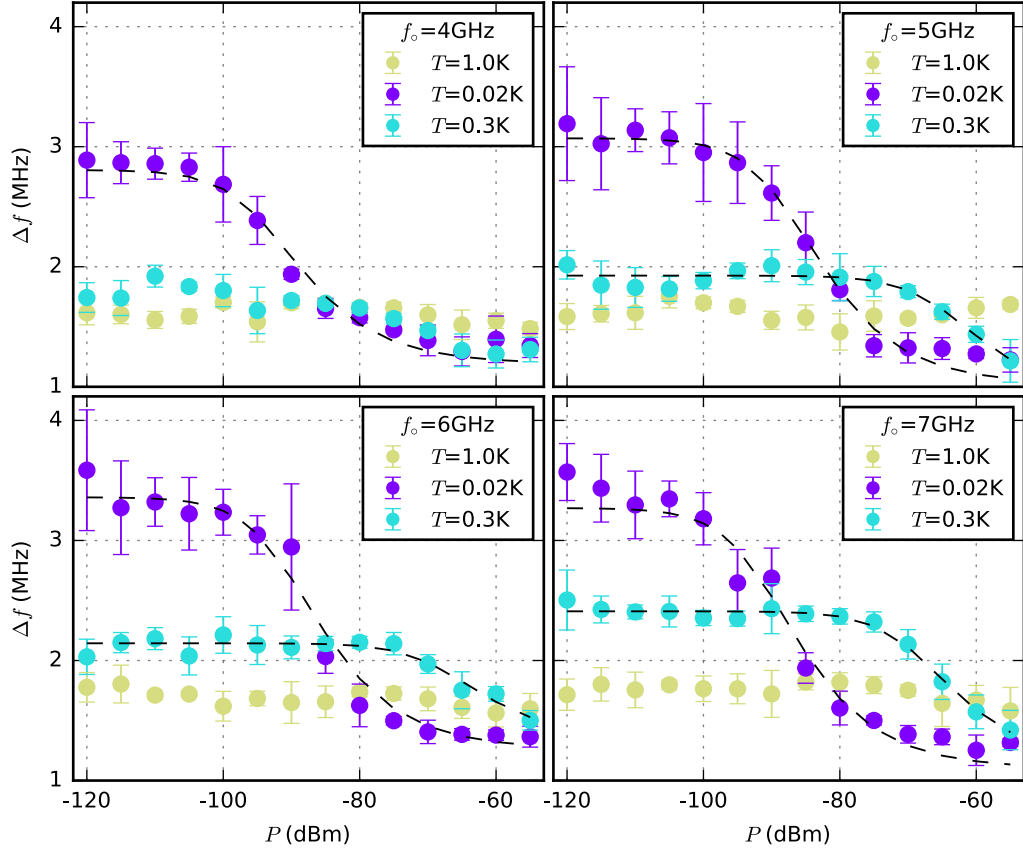 4
3
2
1
Δf (MHz)
f∘=4GHz
T=1.0K
T=0.02K
T=0.3K
f∘=5GHz
T=1.0K
T=0.02K
T=0.3K
4
3
2
1
Δf (MHz)
f∘=6GHz
T=1.0K
T=0.02K
T=0.3K
f∘=7GHz
T=1.0K
T=0.02K
T=0.3K
-120 -100 -80 -60
-120 -100 -80 -60
P (dBm)
P (dBm)